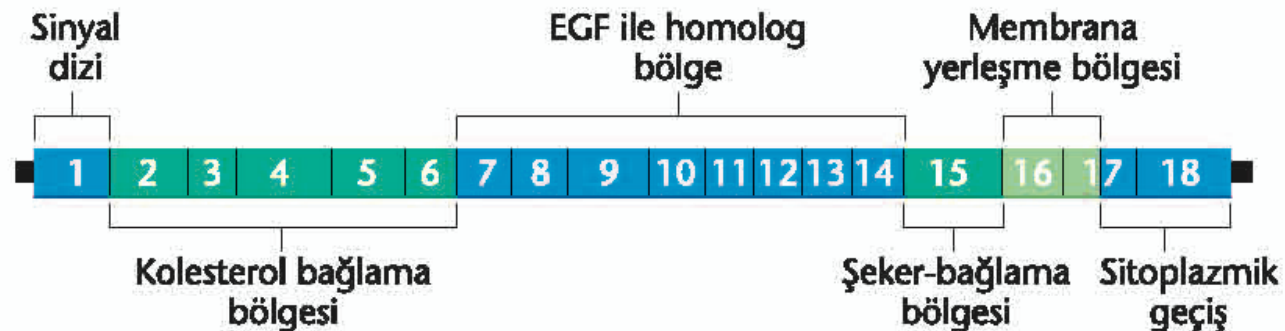 Sinyal
dizi
EGF ile homolog
bölge
Membrana
yerleşme bölgesi
1 2 3 4 5 6 7 8 9 10 11 12 13 14 15 16 17 18
Kolesterol bağlama
bölgesi
Şeker-bağlama
bölgesi
Sitoplazmik
geçiş